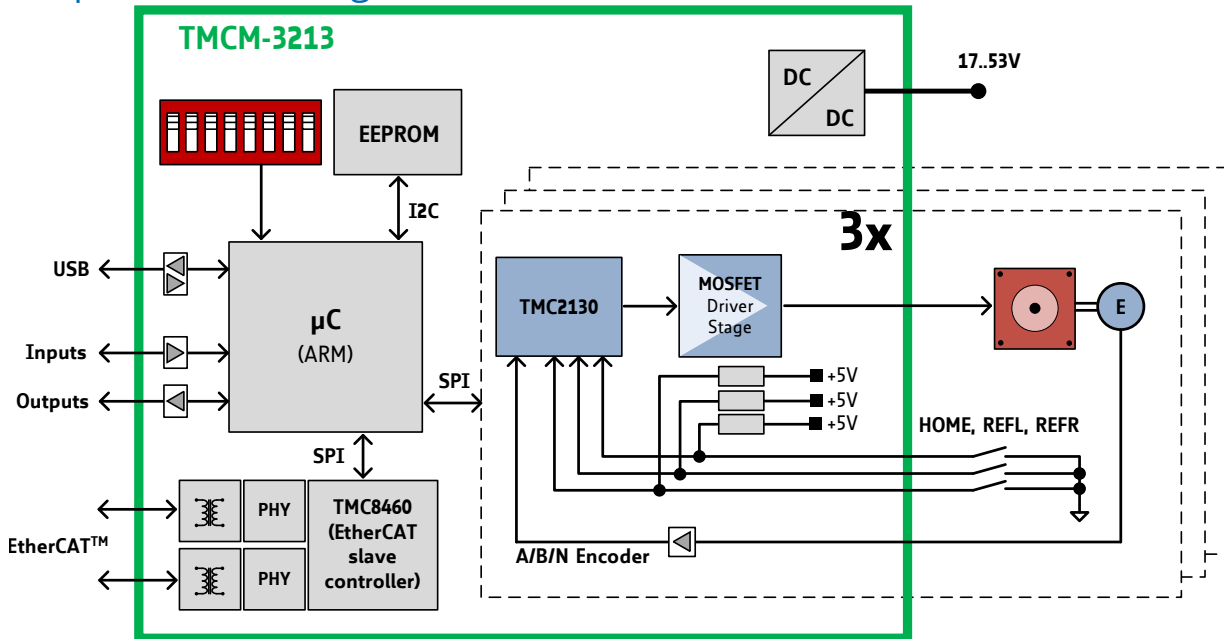 TMCM-3213
17..53V
DC
DC
EEPROM
I2C
3x
USB
µC
(ARM)
TMC2130
MOSFET
Driver
Stage
E
Inputs
SPI
+5V
Outputs
+5V
+5V
HOME, REFL, REFR
SPI
TMC8460
(EtherCAT
slave
controller)
PHY
EtherCAT™
PHY
A/B/N Encoder